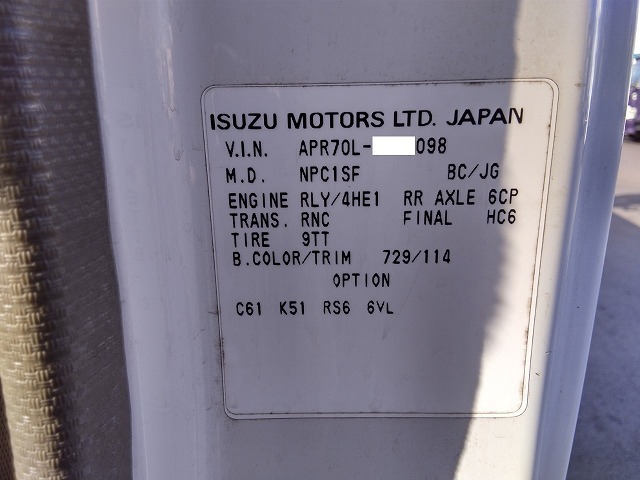 ISUZU MOTORS LTD. JAPAN
V.I.N. APR70L- 098
M.D. NPC1SF BC/JG
ENGINE RLY/4HE1 RR AXLE 6CP
TRANS. RNC FINAL HC6
TIRE 9TT
B.COLOR/TRIM 729/114
OPTION
C61 K51 RS6 6VL